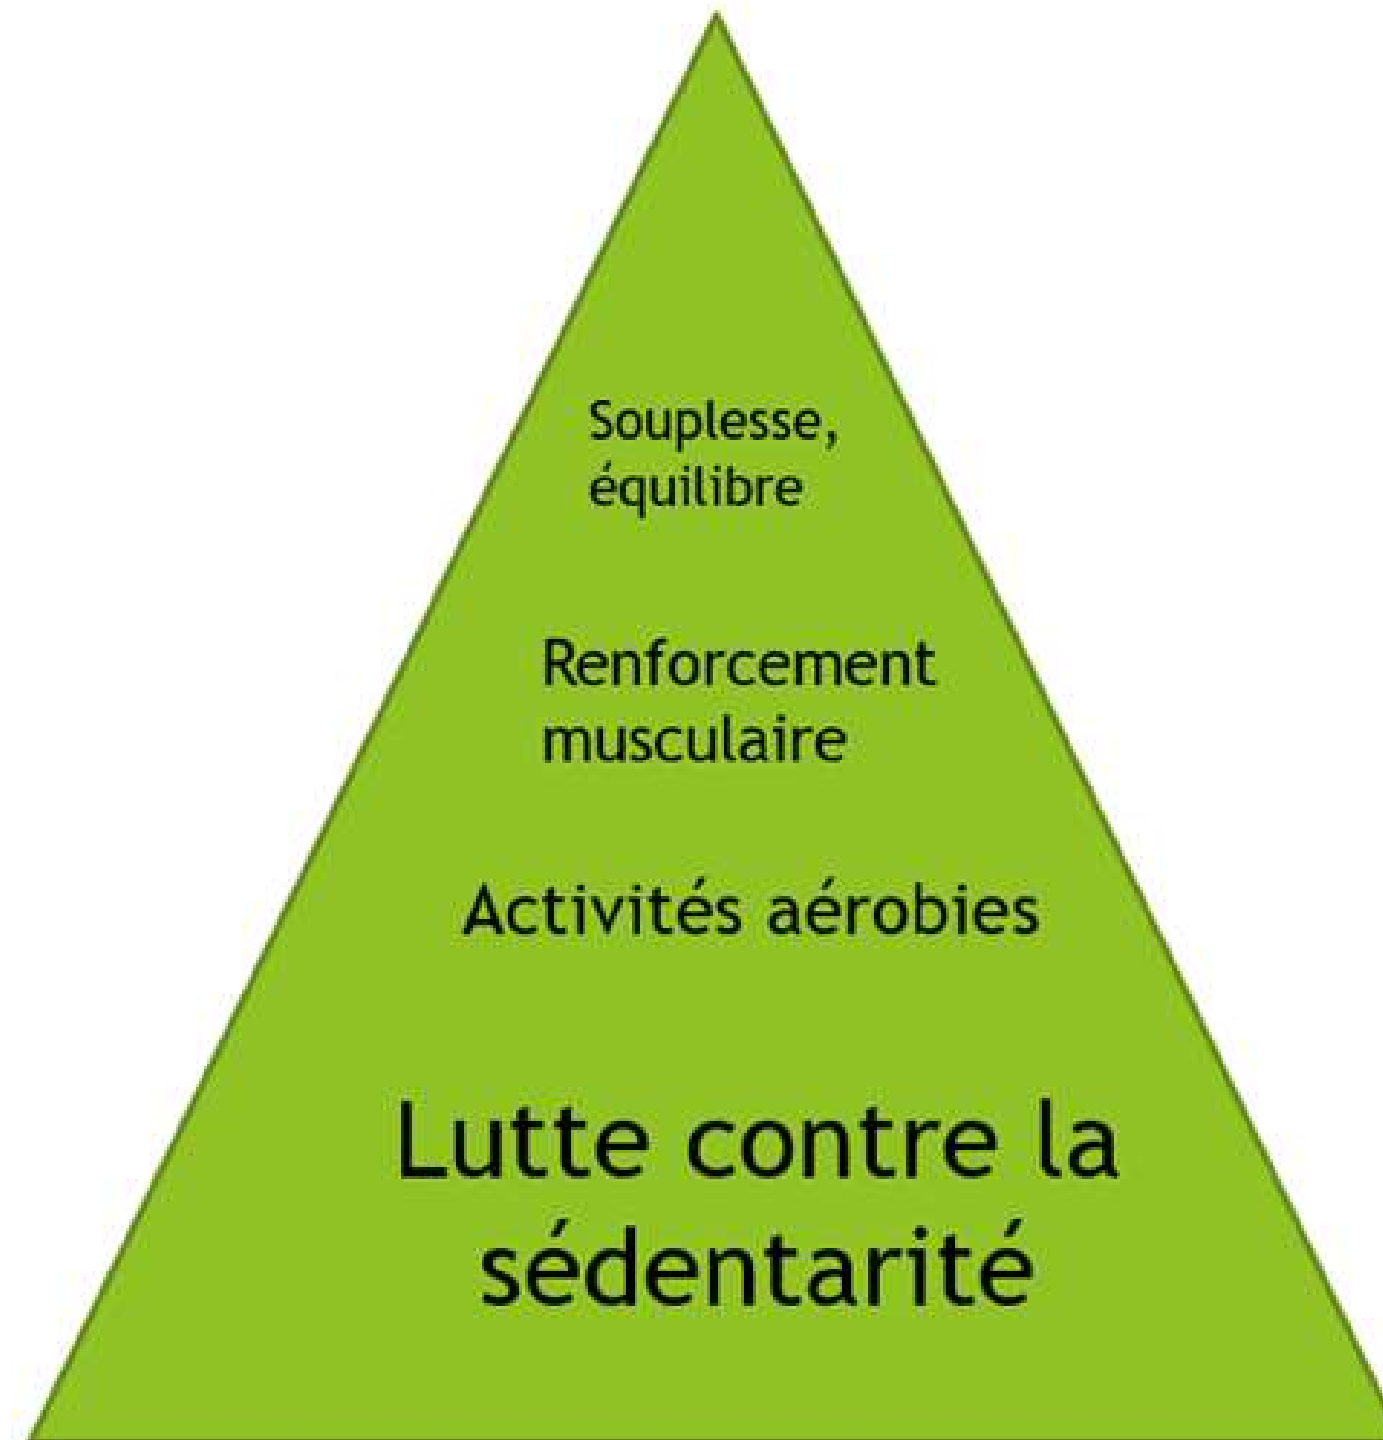 Souplesse,
équilibre
Renforcement
musculaire
Activités aérobies
Lutte contre la
sédentarité